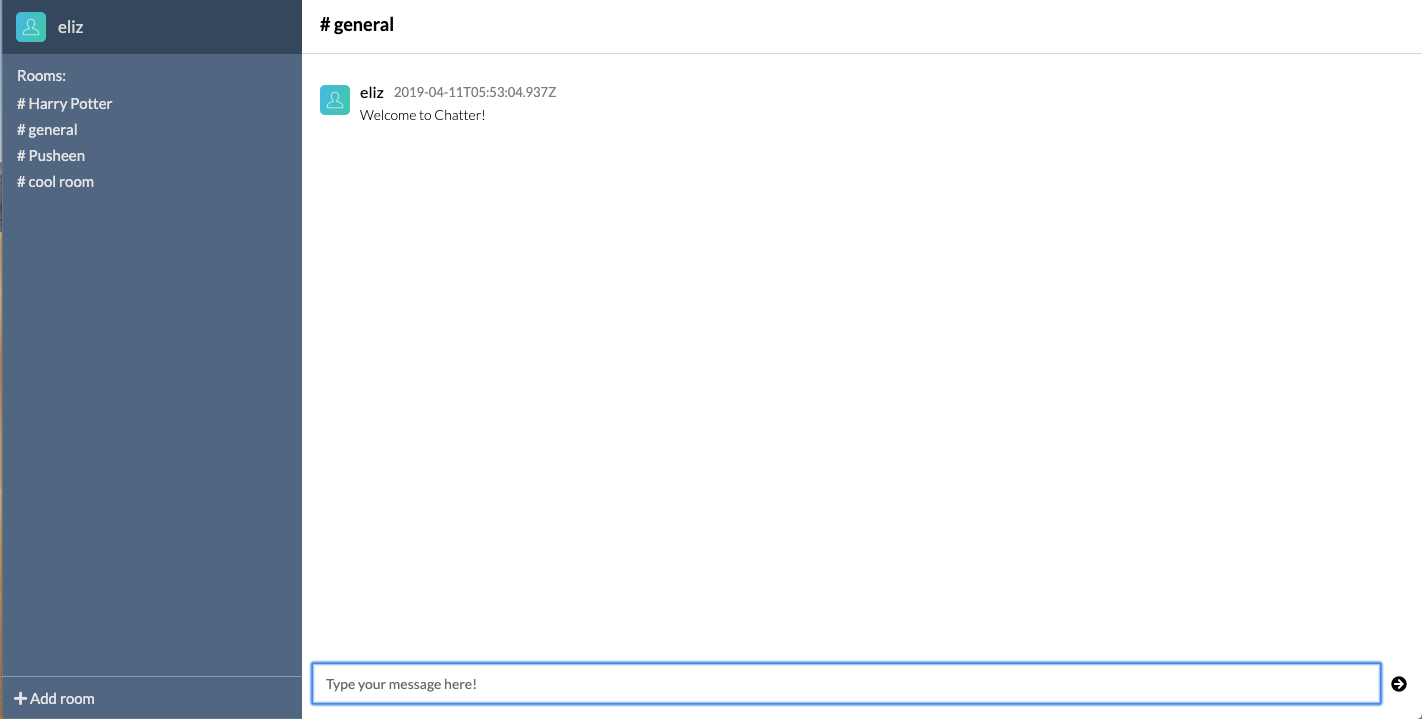 eliz
Rooms:
# Harry Potter
# general
# Pusheen
# cool room
+ Add room
# general
eliz 2019-04-11T05:53:04.937Z
Welcome to Chatter!
Type your message here!